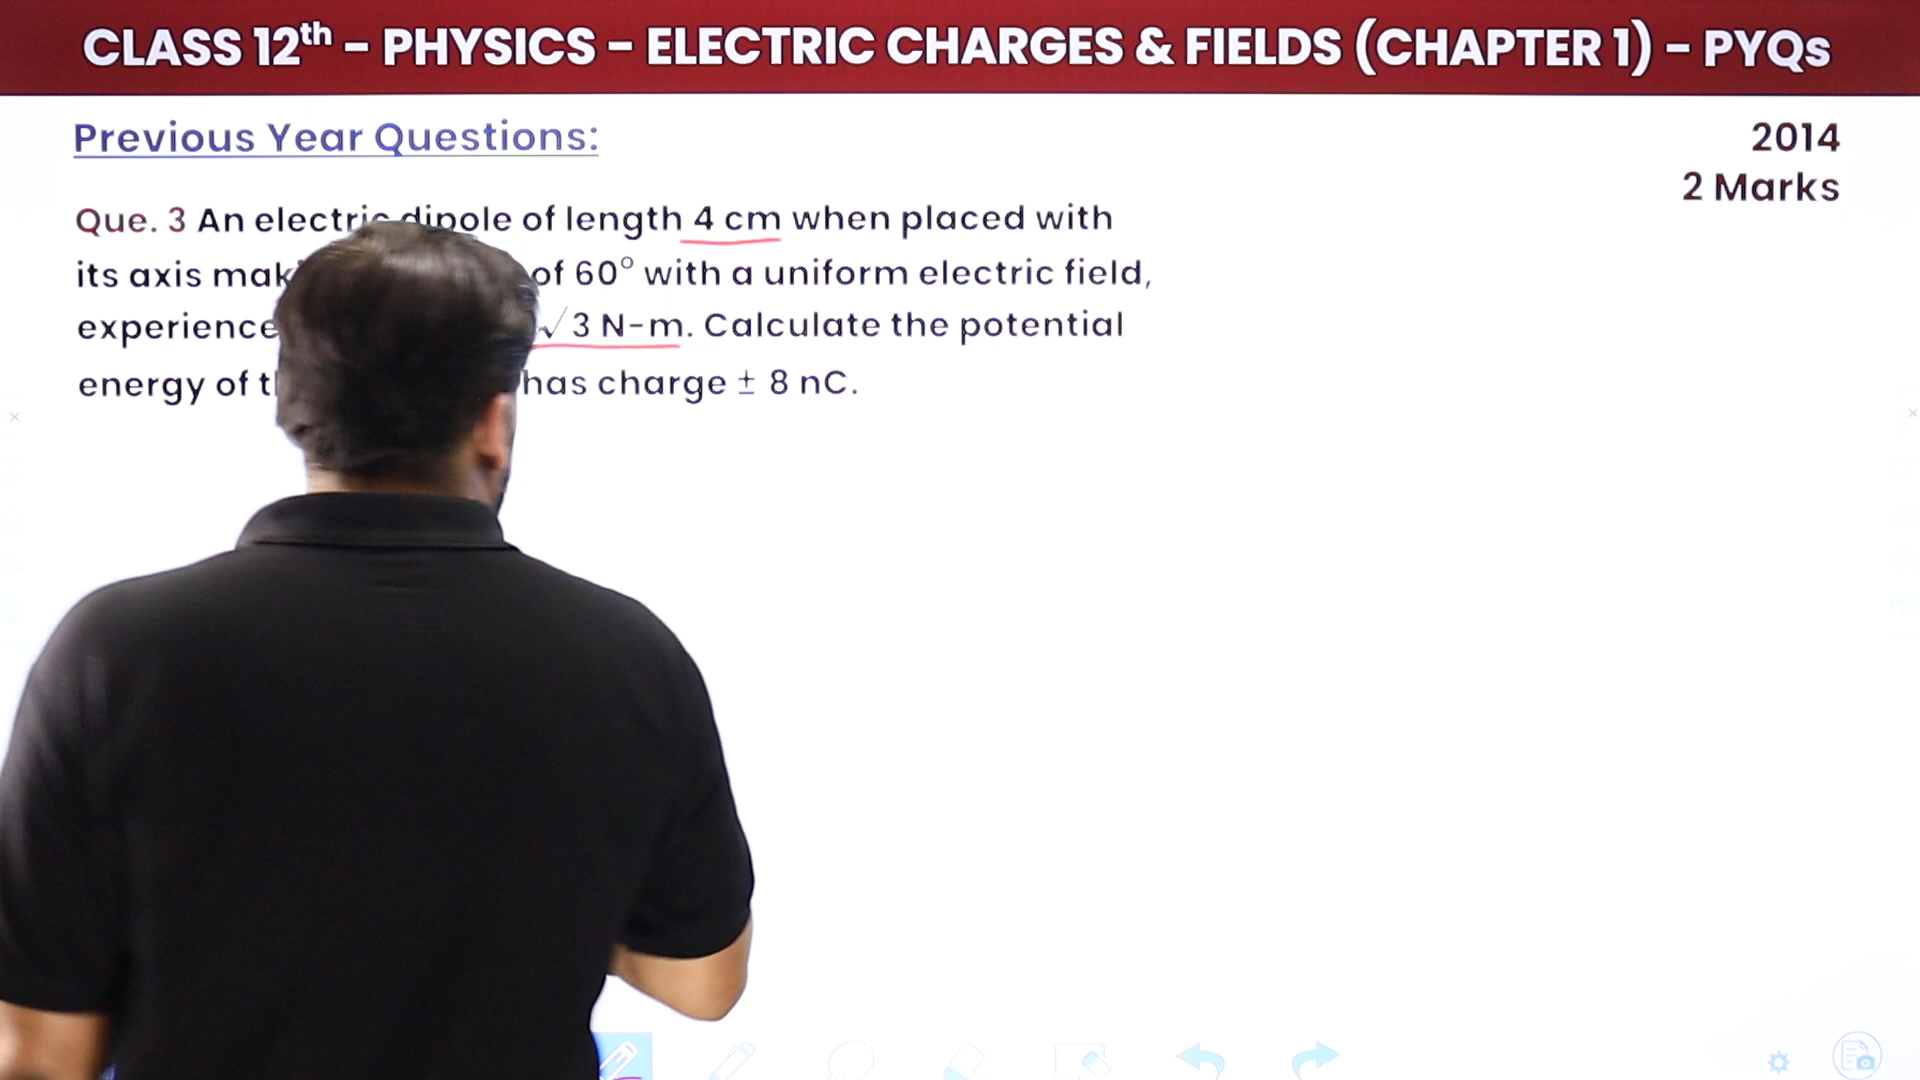 CLASS 12th – PHYSICS – ELECTRIC CHARGES & FIELDS (CHAPTER 1) – PYQs
Previous Year Questions:
2014
2 Marks
Que. 3 An electric dipole of length 4 cm when placed with
its axis of 60° with a uniform electric field,
√3 N-m. Calculate the potential
energy of has charge ± 8 nC.